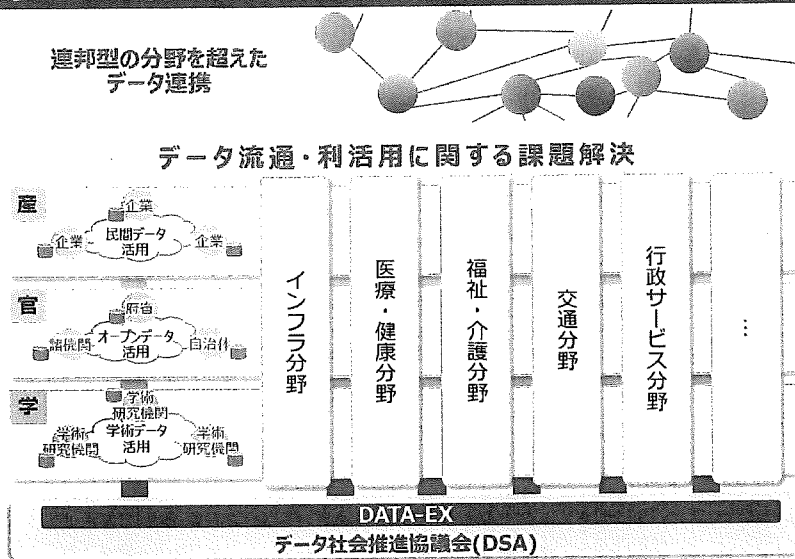 連邦型の分野を超えた
データ連携
データ流通・利活用に関する課題解決
産
企業
民間データ
活用
企業
企業
官
府省
オープンデータ
活用
諸機関
自治体
学
学術
研究機関
学術データ
活用
学術
研究機関
学術
研究機関
インフラ分野
医療・健康分野
福祉・介護分野
交通分野
行政サービス分野
…
DATA-EX
データ社会推進協議会(DSA)